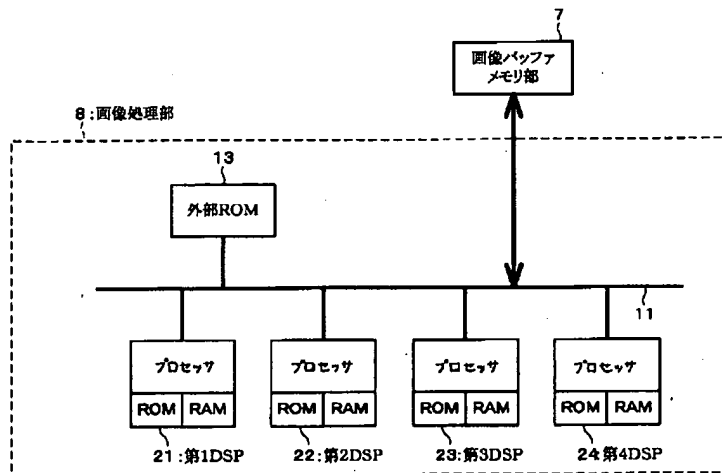 7
画像バッファ
メモリ部
8:画像処理部
13
外部ROM
11
プロセッサ プロセッサ プロセッサ プロセッサ
ROM RAM ROM RAM ROM RAM ROM RAM
21:第1DSP 22:第2DSP 23:第3DSP 24:第4DSP